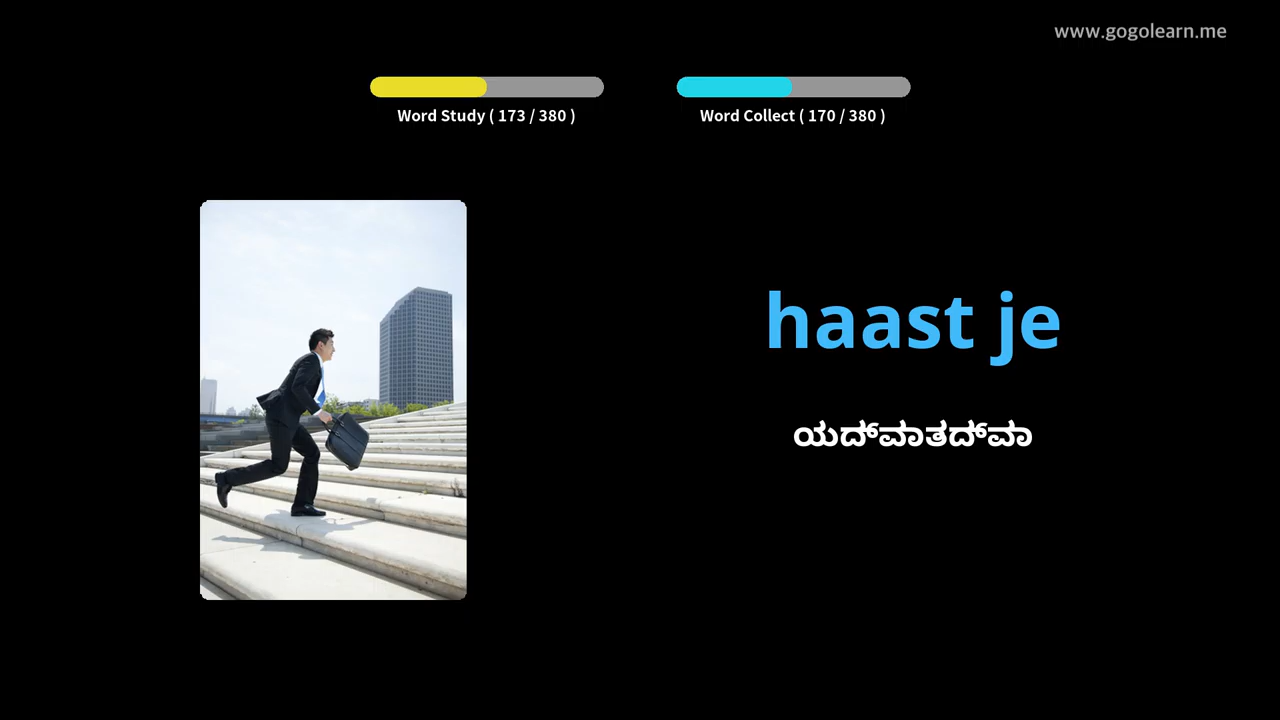 www.gogolearn.me
Word Study ( 173 / 380 )
Word Collect ( 170 / 380 )
haast je
ಯದ್‌ವಾತದ್‌ವಾ